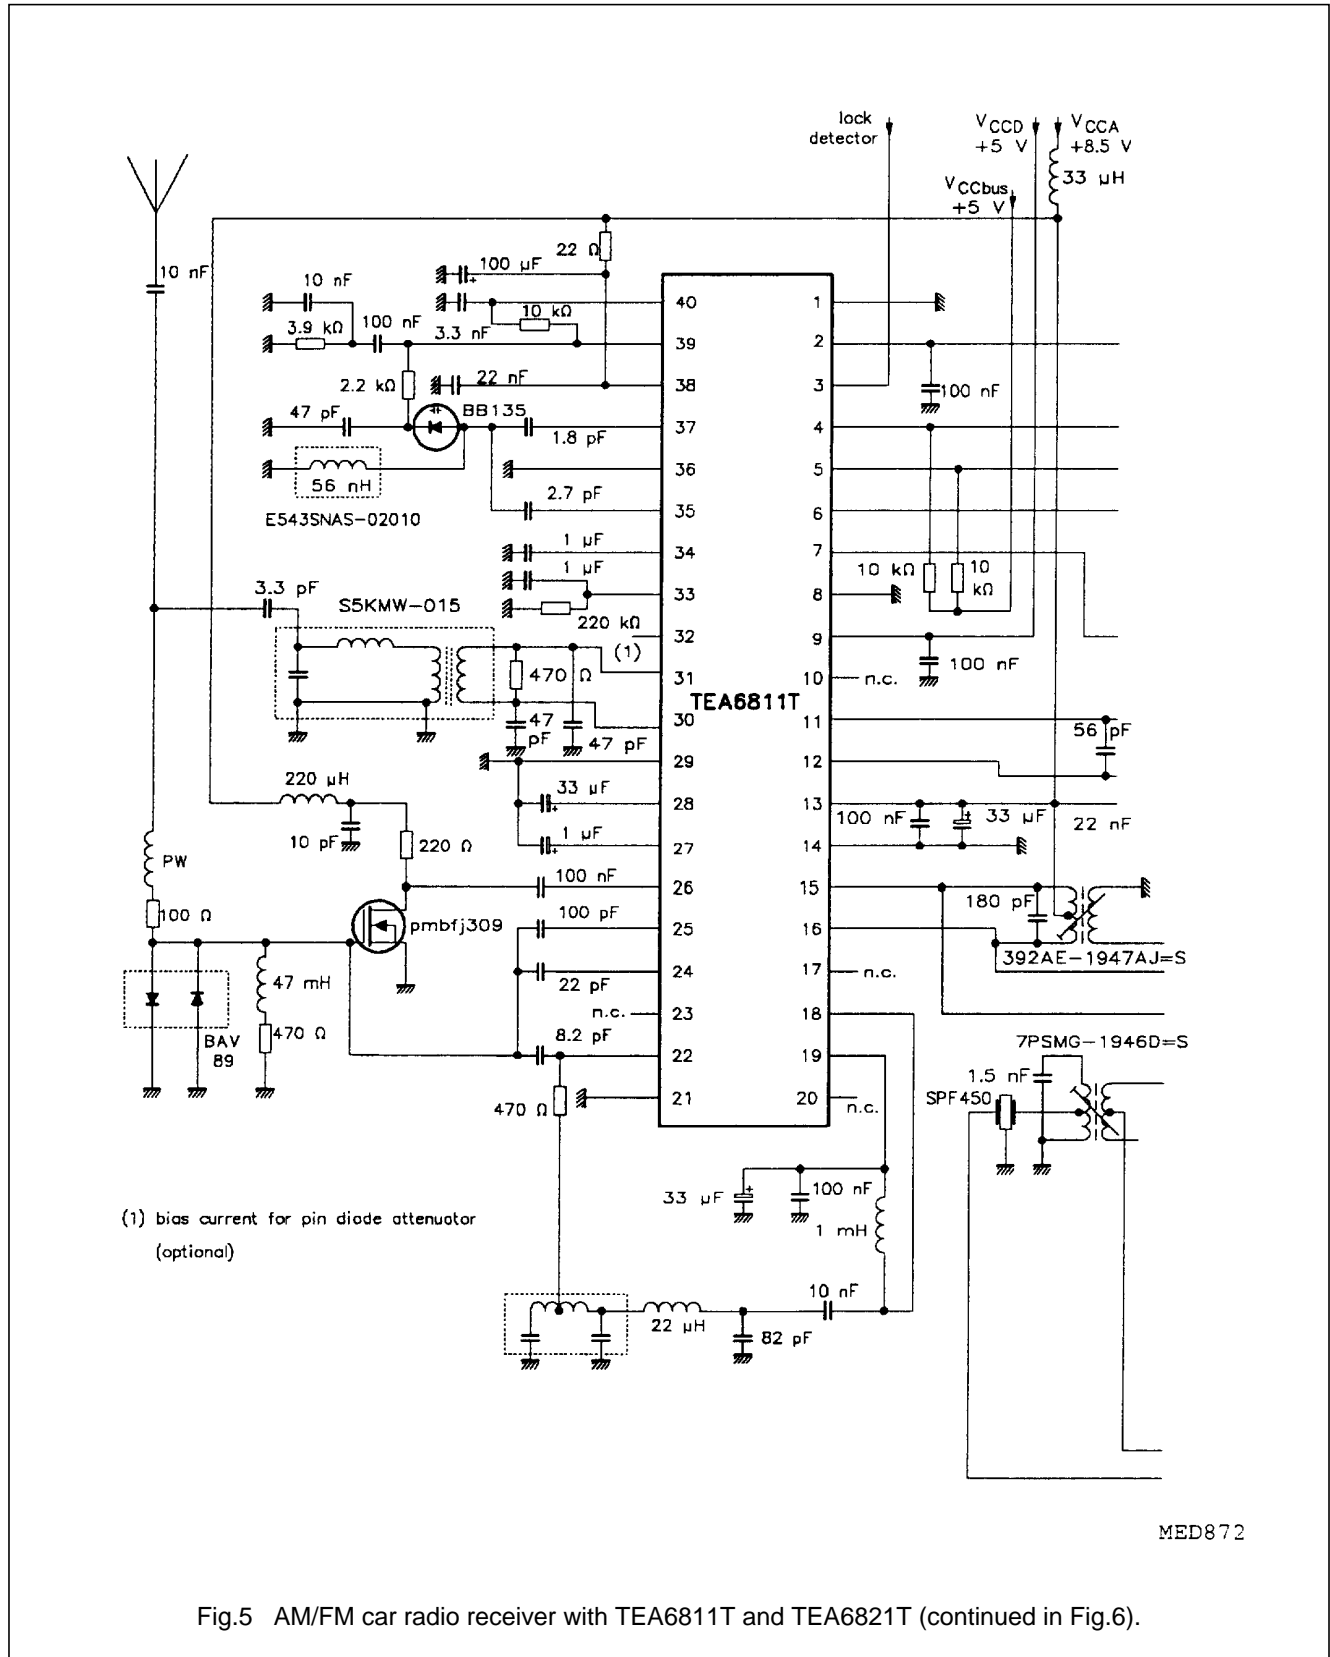 lock
detector
V CCD
+5 V
V CCA
+8.5 V
33 µH
V CCbus
+5 V
22 Ω
10 nF
100 µF
10 nF
3.9 kΩ
100 nF
3.3 nF
10 kΩ
2.2 kΩ
22 nF
47 pF
BB135
1.8 pF
56 nH
E543SNAS-02010
2.7 pF
1 µF
1 µF
220 kΩ
(1)
3.3 pF
S5KMW-015
470 Ω
47 pF
47 pF
220 µH
10 pF
220 Ω
33 µF
1 µF
100 nF
100 pF
22 pF
n.c.
8.2 pF
470 Ω
PW
100 Ω
pmbfj309
47 mH
470 Ω
BAV
89
TEA6811T
40
39
38
37
36
35
34
33
32
31
30
29
28
27
26
25
24
23
22
21
1
2
3
4
5
6
7
8
9
10
11
12
13
14
15
16
17
18
19
20
100 nF
10 kΩ
10
kΩ
100 nF
n.c.
56 pF
100 nF
33 µF
22 nF
180 pF
392AE-1947AJ=S
n.c.
7PSMG-1946D=S
1.5 nF
SPF450
n.c.
33 µF
100 nF
1 mH
10 nF
22 µH
82 pF
(1) bias current for pin diode attenuator
(optional)
MED872
Fig.5 AM/FM car radio receiver with TEA6811T and TEA6821T (continued in Fig.6).